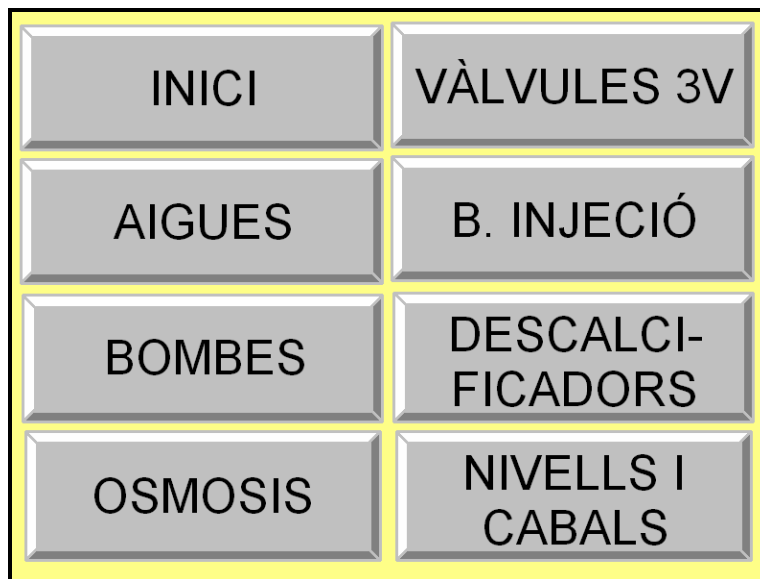 INICI
VÀLVULES 3V
AIGUES
B. INJECIÓ
BOMBES
DESCALCI-
FICADORS
OSMOSIS
NIVELLS I
CABALS